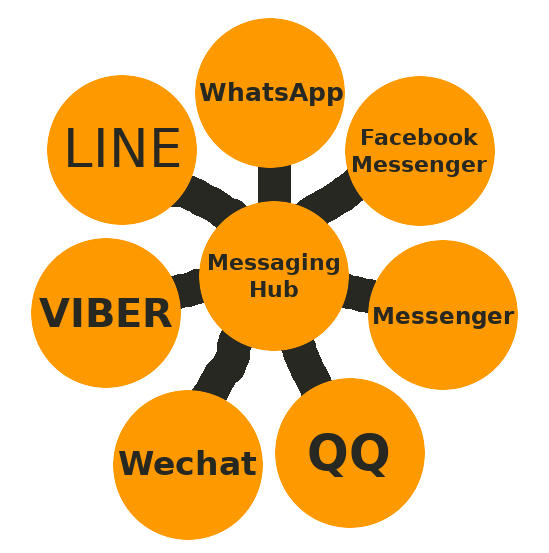 WhatsApp
LINE
Facebook
Messenger
Messaging
Hub
VIBER
Messenger
Wechat
QQ